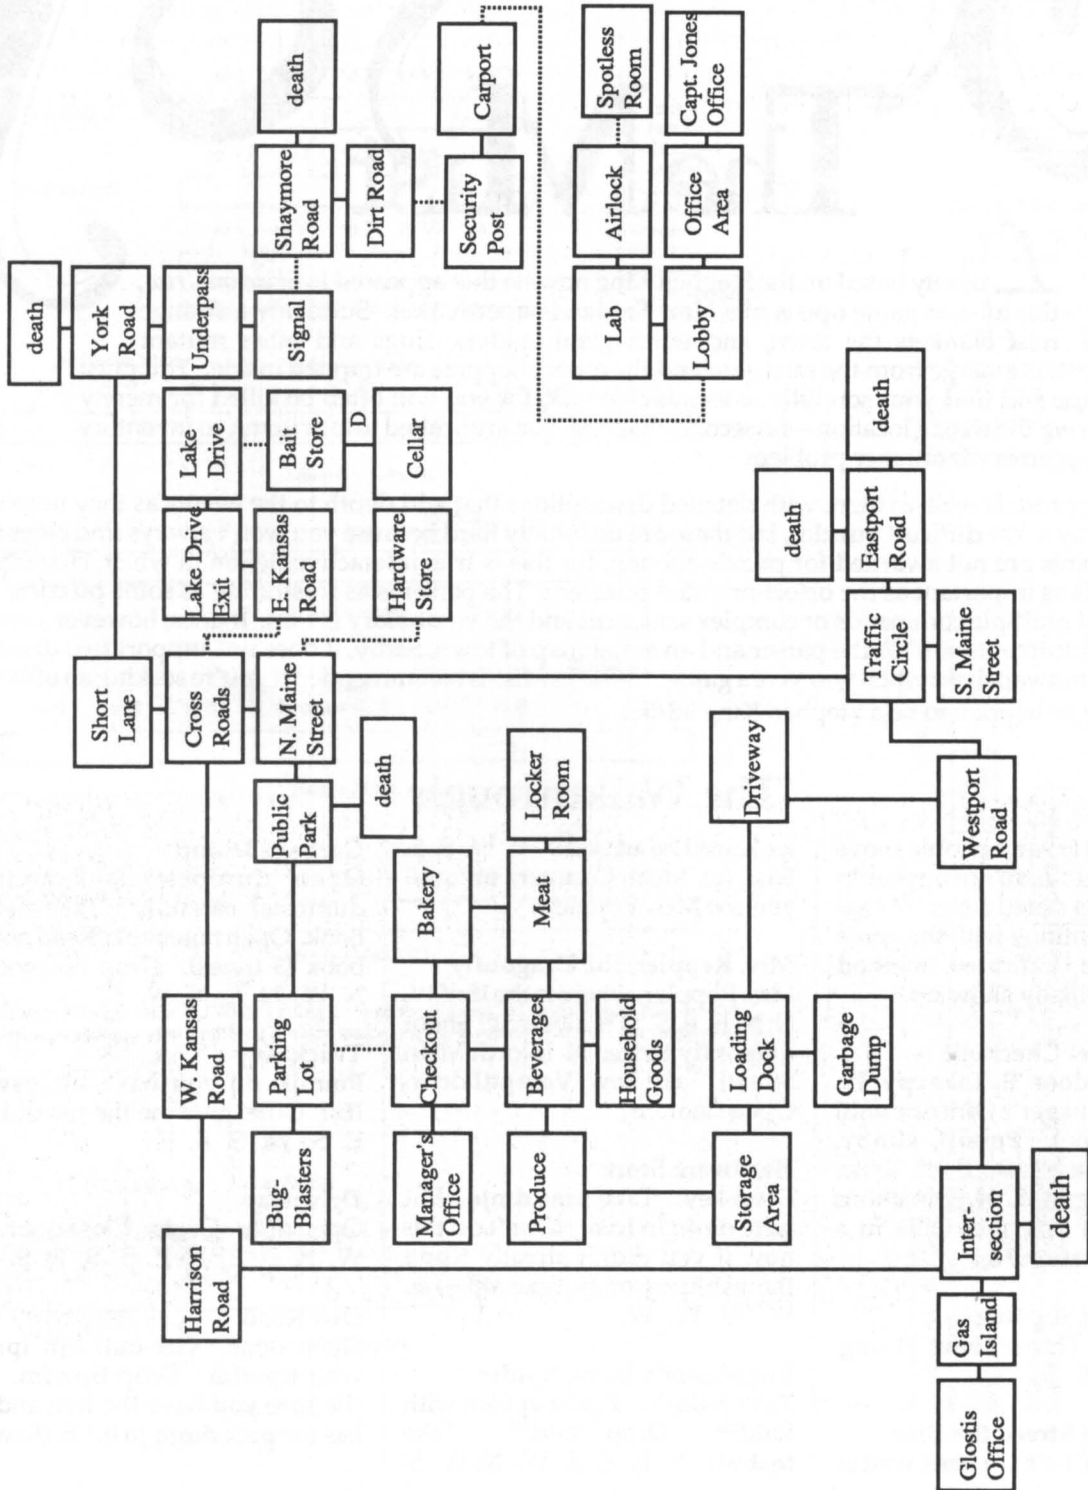 death
Short
Lane
York
Road
Harrison
Road
W. Kansas
Road
Cross
Roads
Lake Drive
Exit
Lake
Drive
Underpass
Bug-
Blasters
Parking
Lot
Public
Park
N. Maine
Street
E. Kansas
Road
Bait
Store
Signal
Shaymore
Road
death
D
Dirt Road
death
Hardware
Store
Cellar
Manager's
Office
Checkout
Bakery
Security
Post
Carport
Produce
Beverages
Meat
Locker
Room
Household
Goods
Lab
Airlock
Spotless
Room
Lobby
Office
Area
Capt. Jones
Office
Storage
Area
Loading
Dock
Driveway
death
Garbage
Dump
Traffic
Circle
Eastport
Road
death
S. Maine
Street
Glostis
Office
Gas
Island
Inter-
section
Westport
Road
death